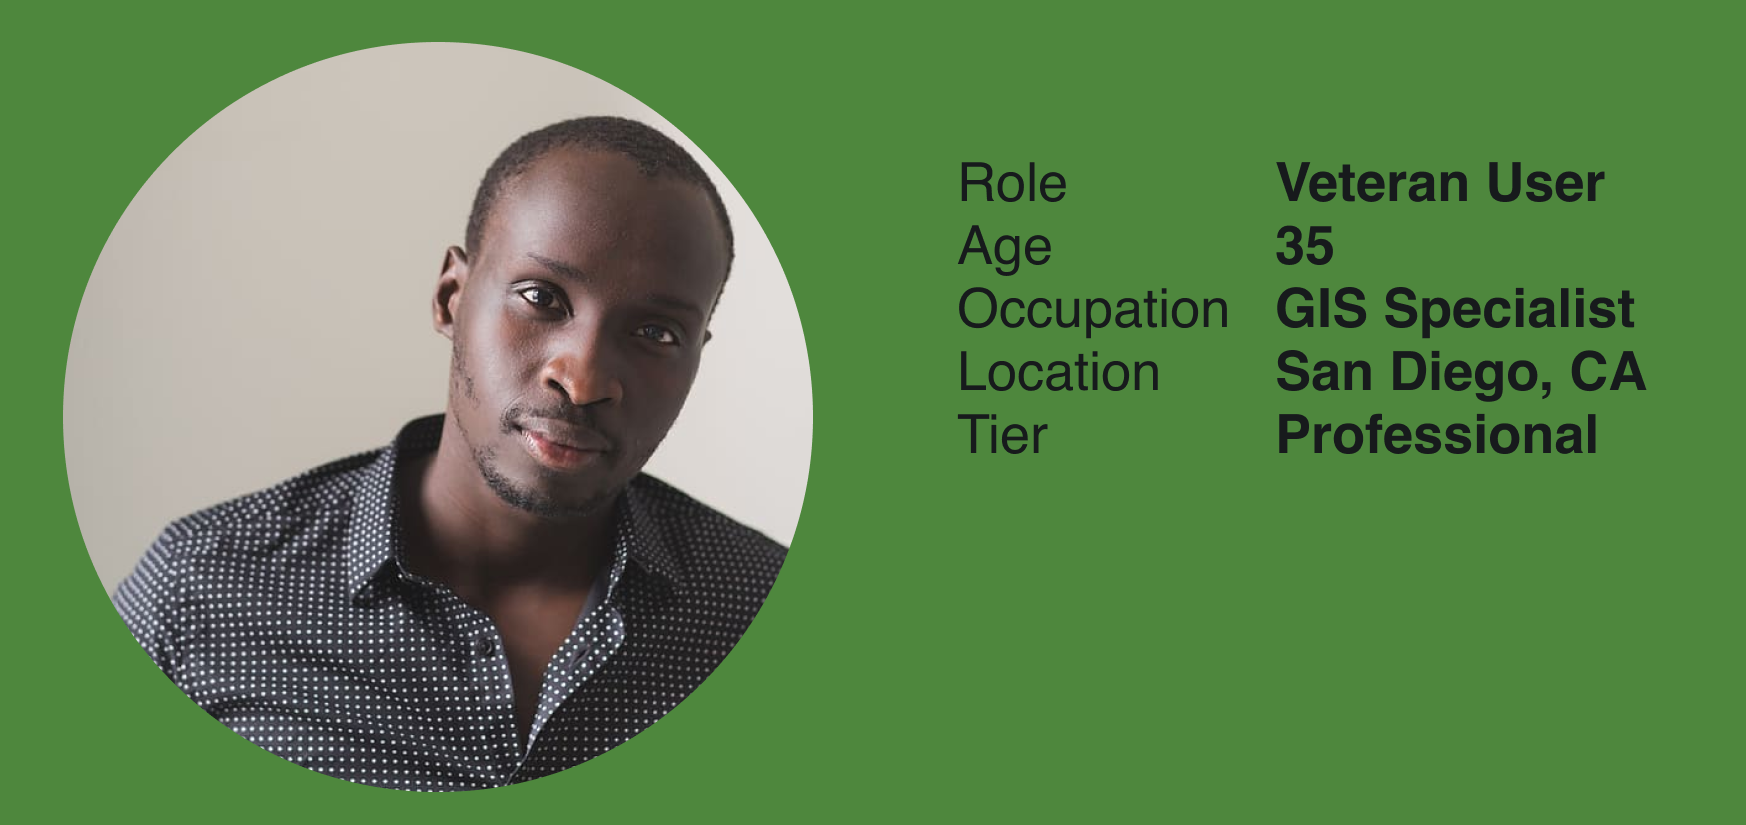 Role Veteran User
Age 35
Occupation GIS Specialist
Location San Diego, CA
Tier Professional